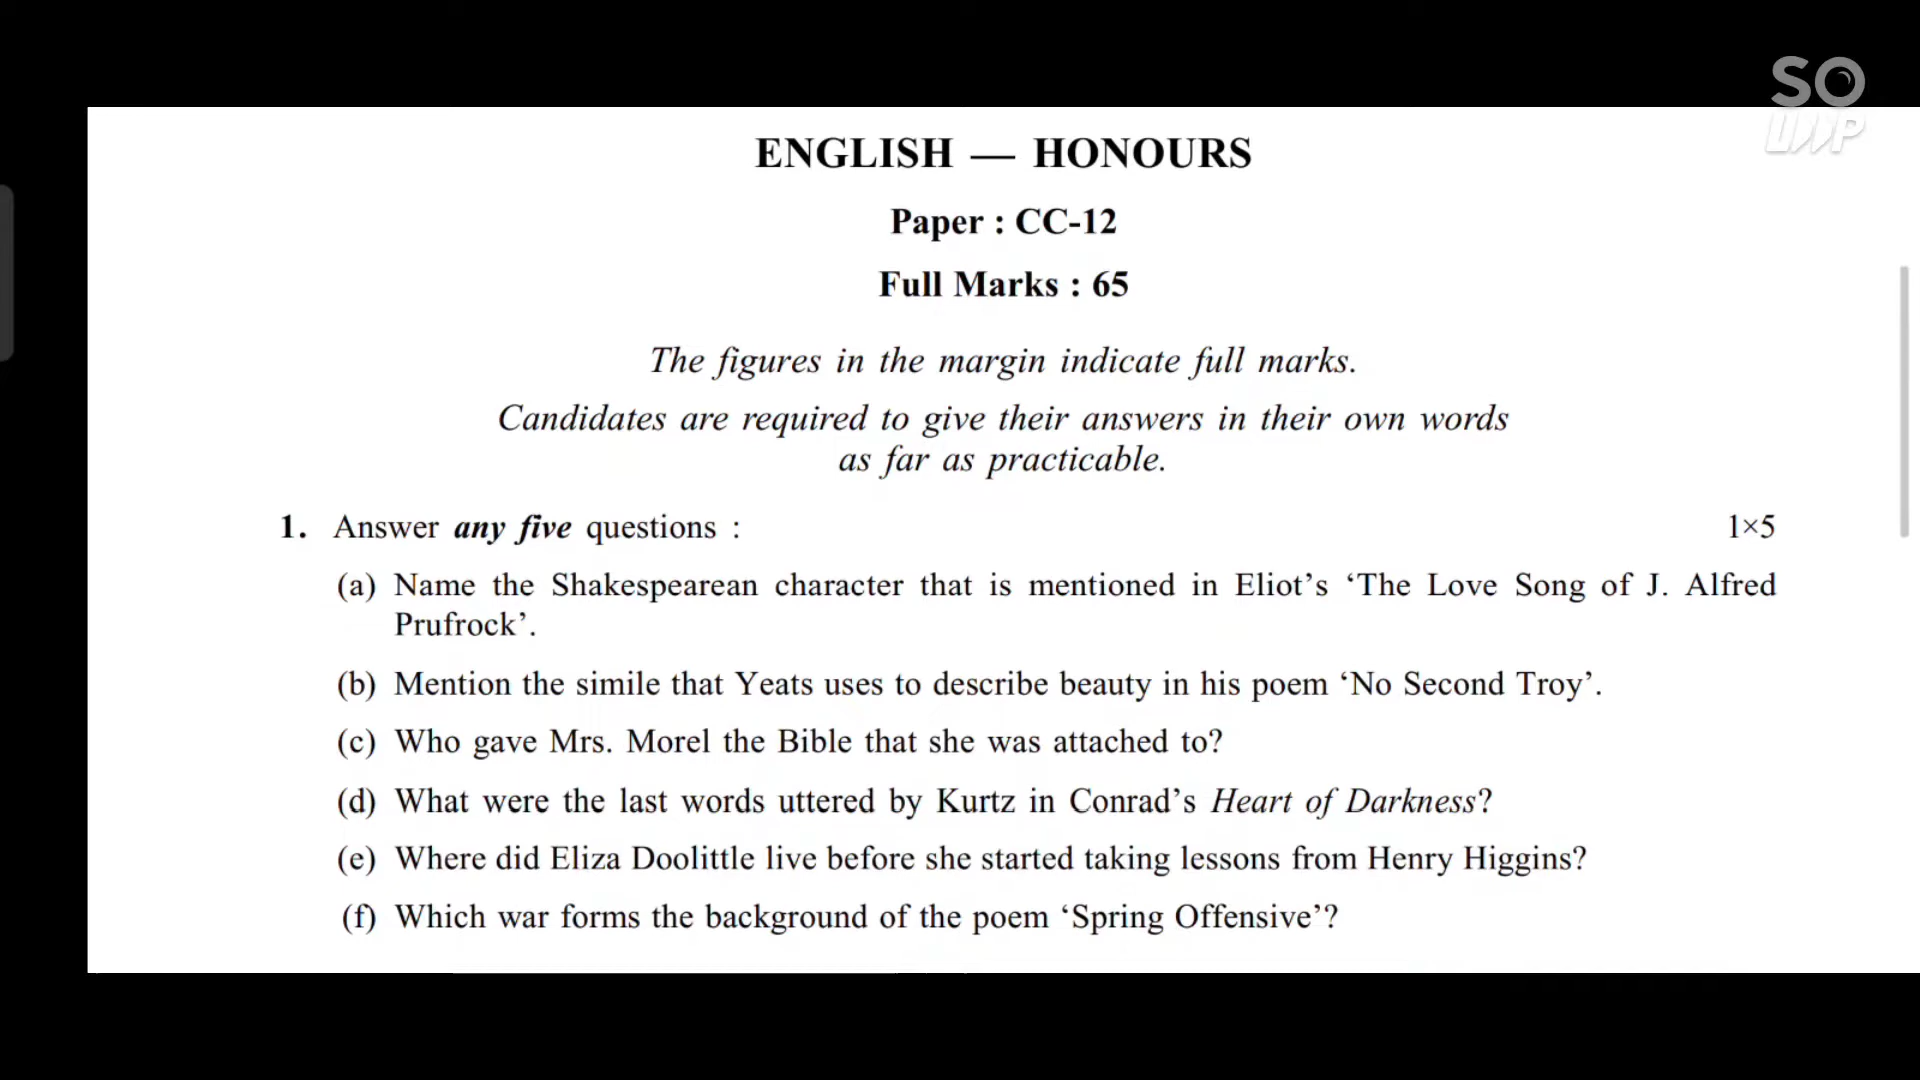 SO
ENGLISH — HONOURS
Paper : CC-12
Full Marks : 65
The figures in the margin indicate full marks.
Candidates are required to give their answers in their own words
as far as practicable.
1. Answer any five questions : 1×5
(a) Name the Shakespearean character that is mentioned in Eliot’s ‘The Love Song of J. Alfred
Prufrock’.
(b) Mention the simile that Yeats uses to describe beauty in his poem ‘No Second Troy’.
(c) Who gave Mrs. Morel the Bible that she was attached to?
(d) What were the last words uttered by Kurtz in Conrad’s Heart of Darkness?
(e) Where did Eliza Doolittle live before she started taking lessons from Henry Higgins?
(f) Which war forms the background of the poem ‘Spring Offensive’?